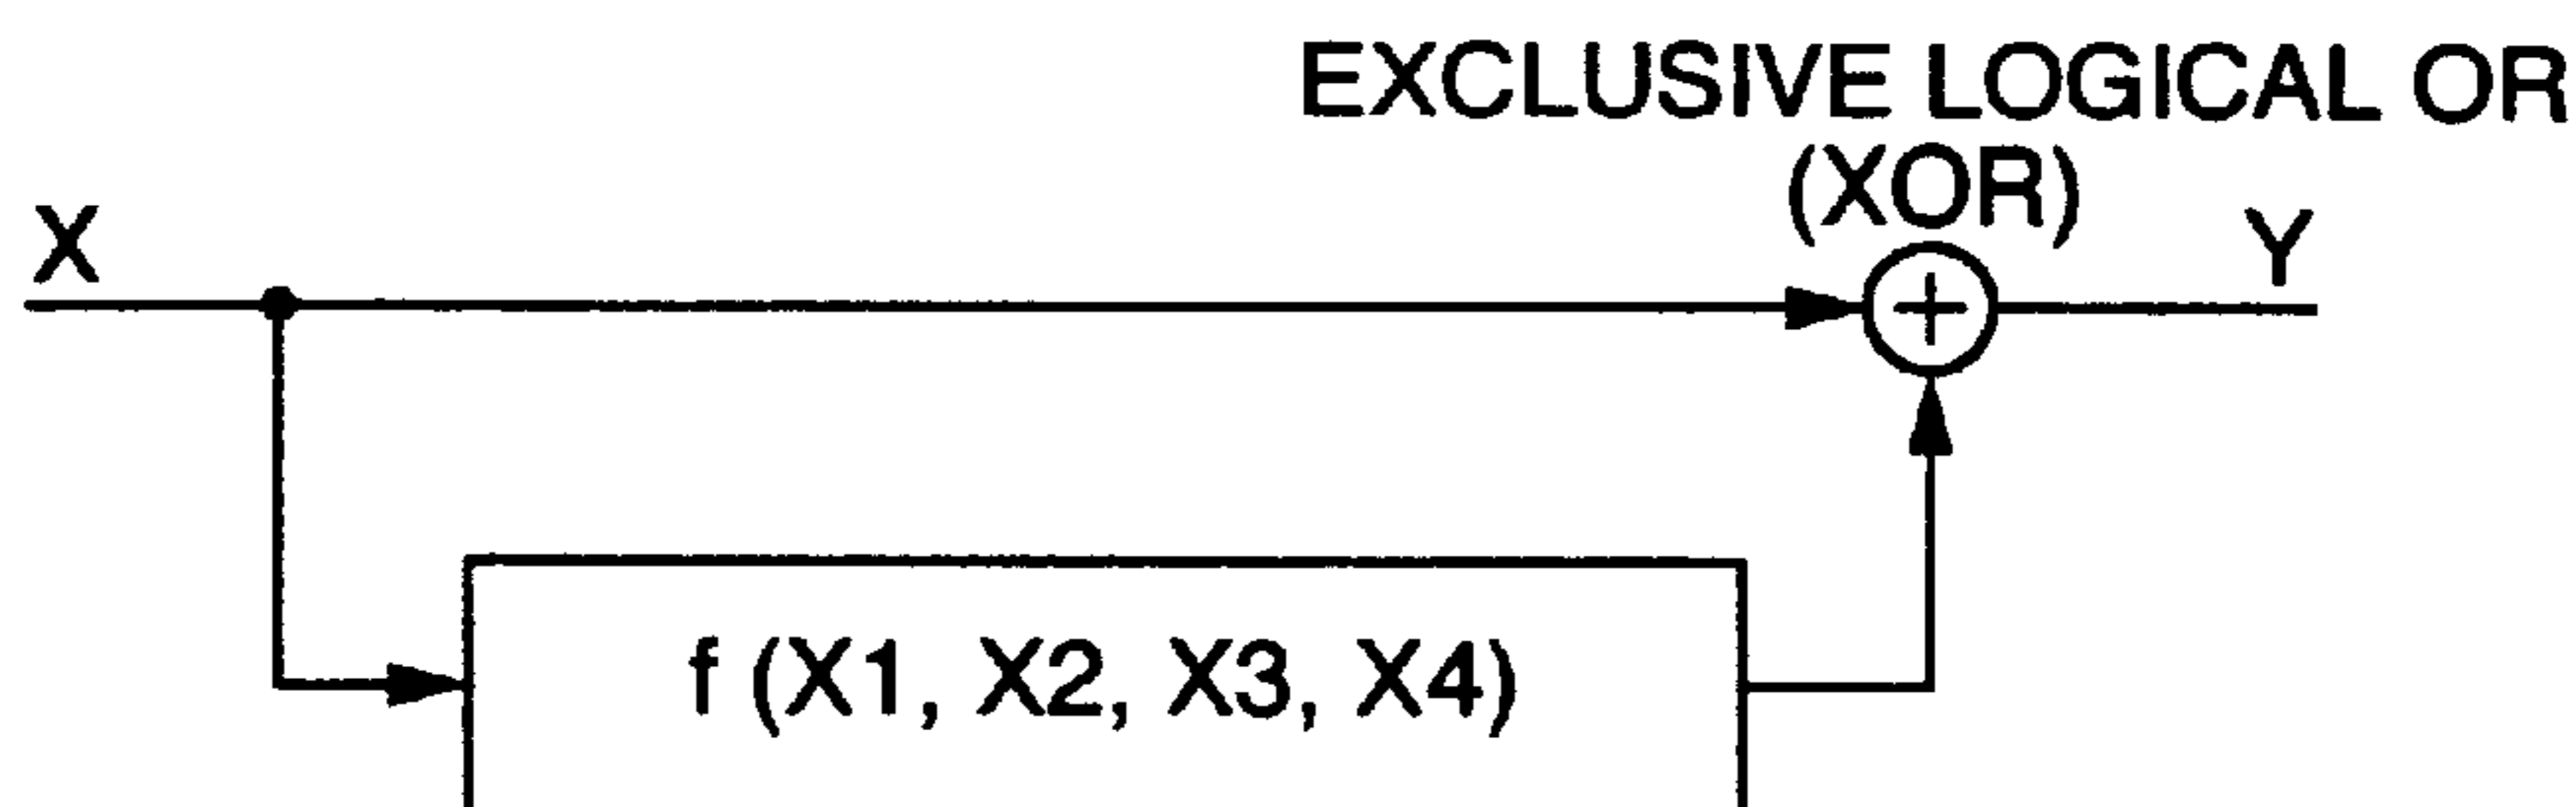 EXCLUSIVE LOGICAL OR
(XOR)
X
Y
f (X1, X2, X3, X4)